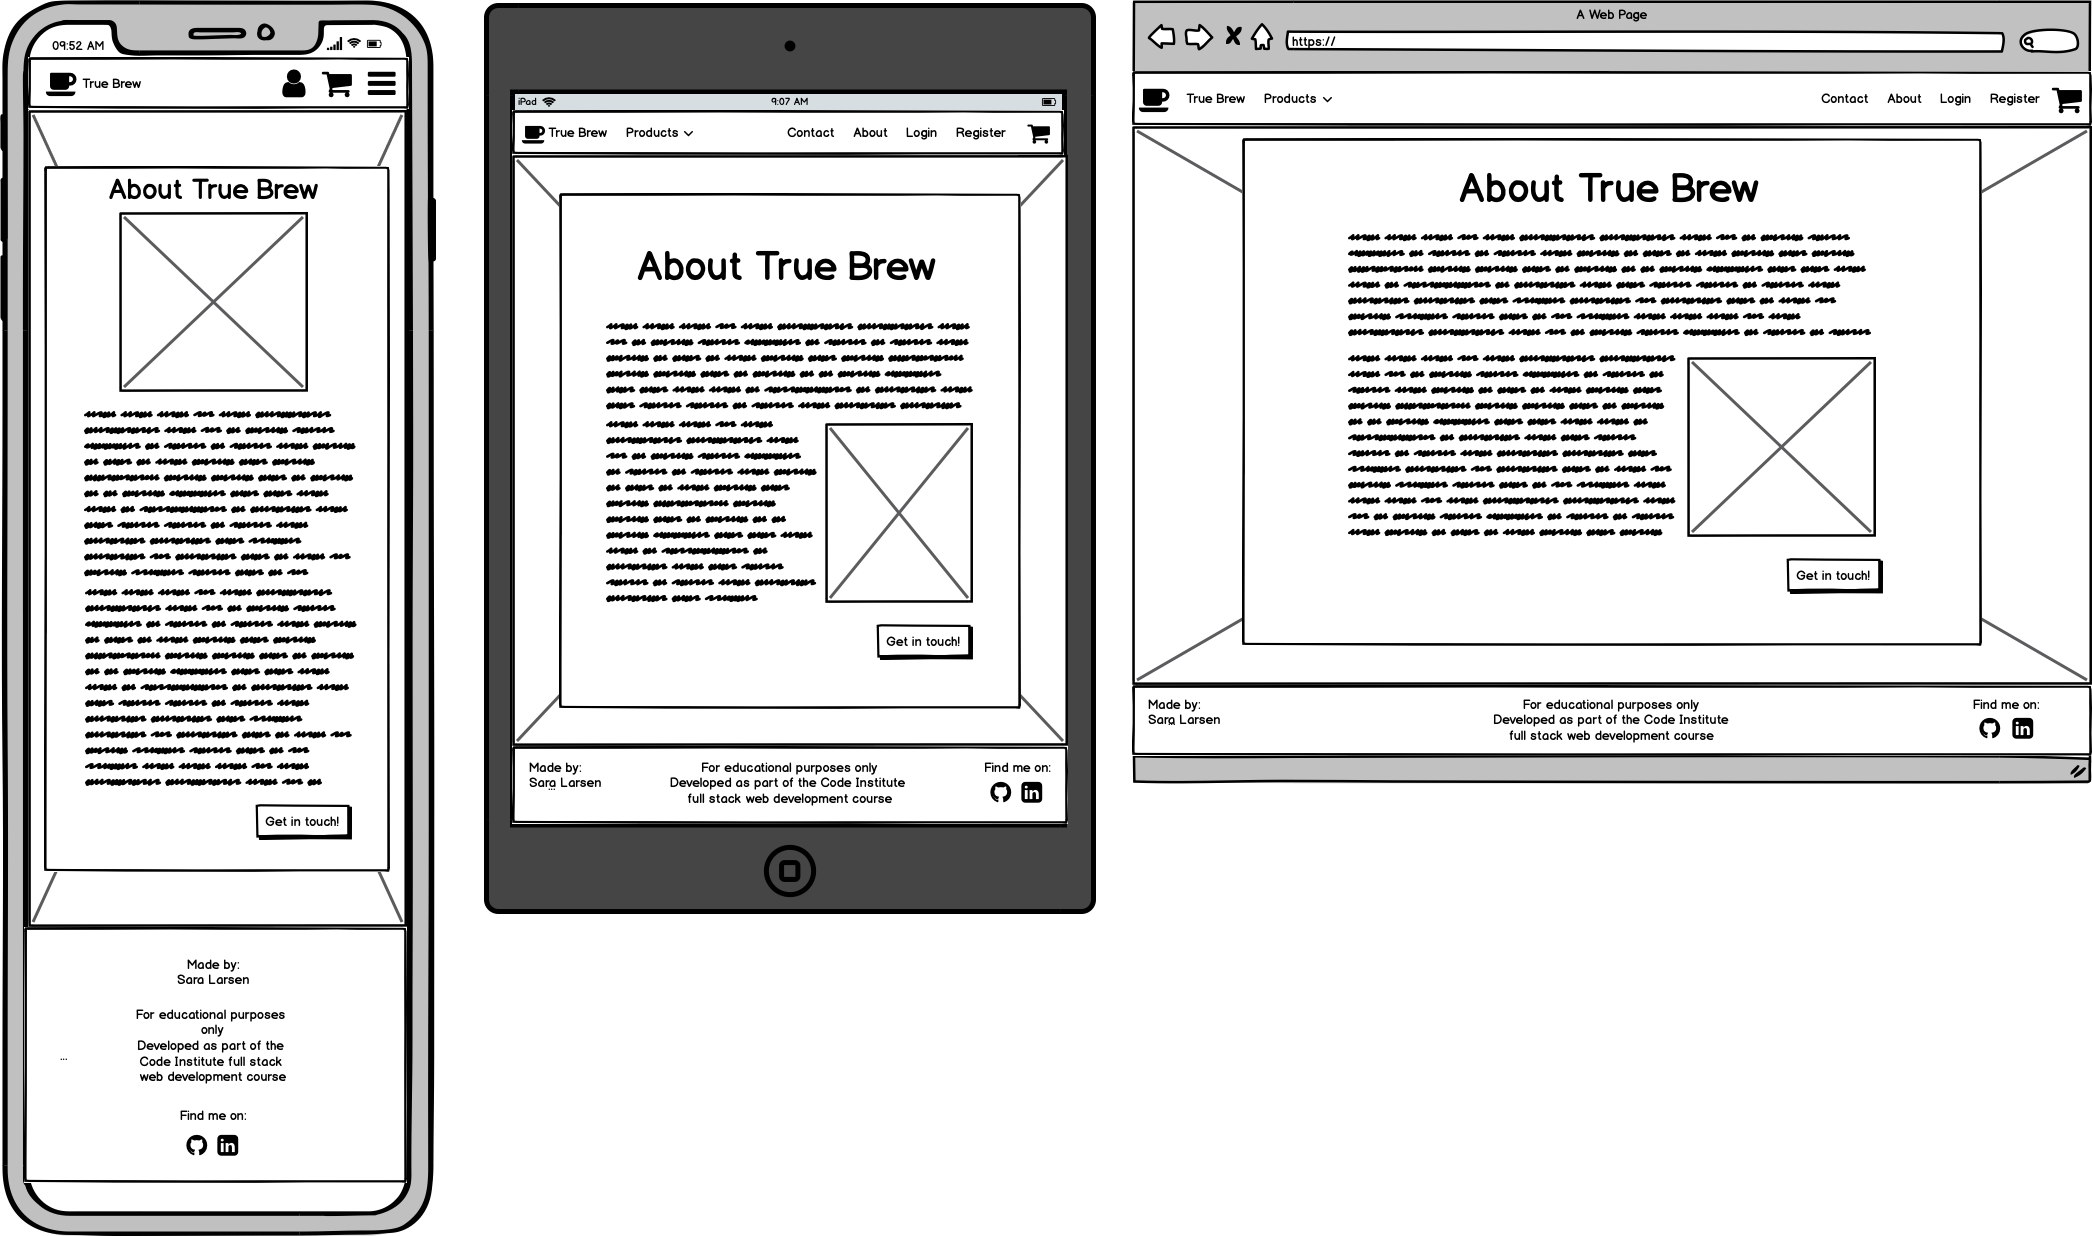 09:52 AM
True Brew
About True Brew
Get in touch!
Made by:
Sara Larsen
For educational purposes
only
Developed as part of the
Code Institute full stack
web development course
...
Find me on:
in
iPad
9:07 AM
True Brew Products Contact About Login Register
About True Brew
Get in touch!
Made by:
Sara Larsen
...
For educational purposes only
Developed as part of the Code Institute
full stack web development course
Find me on:
in
A Web Page
https://
True Brew Products Contact About Login Register
About True Brew
Get in touch!
Made by:
Sara Larsen
For educational purposes only
Developed as part of the Code Institute
full stack web development course
Find me on:
in